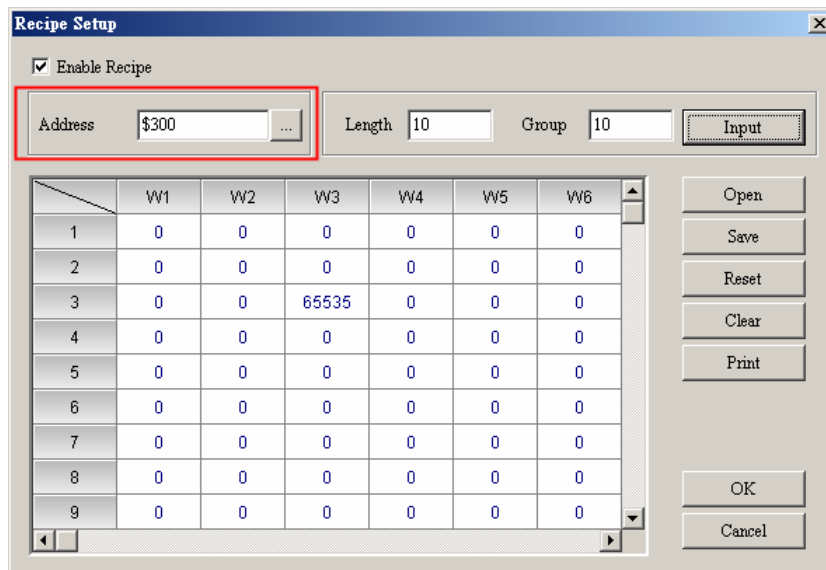 Recipe Setup
Enable Recipe
Address $300 ... Length 10 Group 10 Input
W1 W2 W3 W4 W5 W6 Open
1 0 0 0 0 0 0 Save
2 0 0 0 0 0 0 Reset
3 0 0 65535 0 0 0
4 0 0 0 0 0 0 Clear
5 0 0 0 0 0 0 Print
6 0 0 0 0 0 0
7 0 0 0 0 0 0
8 0 0 0 0 0 0 OK
9 0 0 0 0 0 0
Cancel